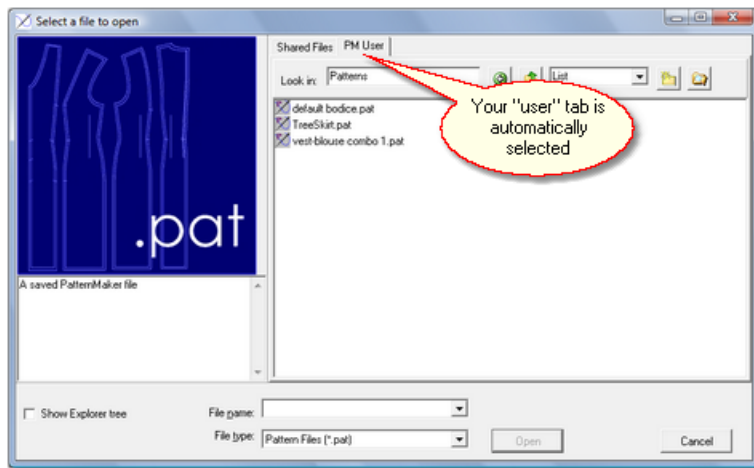 Select a file to open
Shared Files PM User
Look in: Patterns List
Your "user" tab is
automatically
selected
default bodice.pat
TreeSkirt.pat
vest-blouse combo 1.pat
.pat
A saved PatternMaker file
Show Explorer tree
File name:
File type: Pattern Files (*.pat)
Open
Cancel